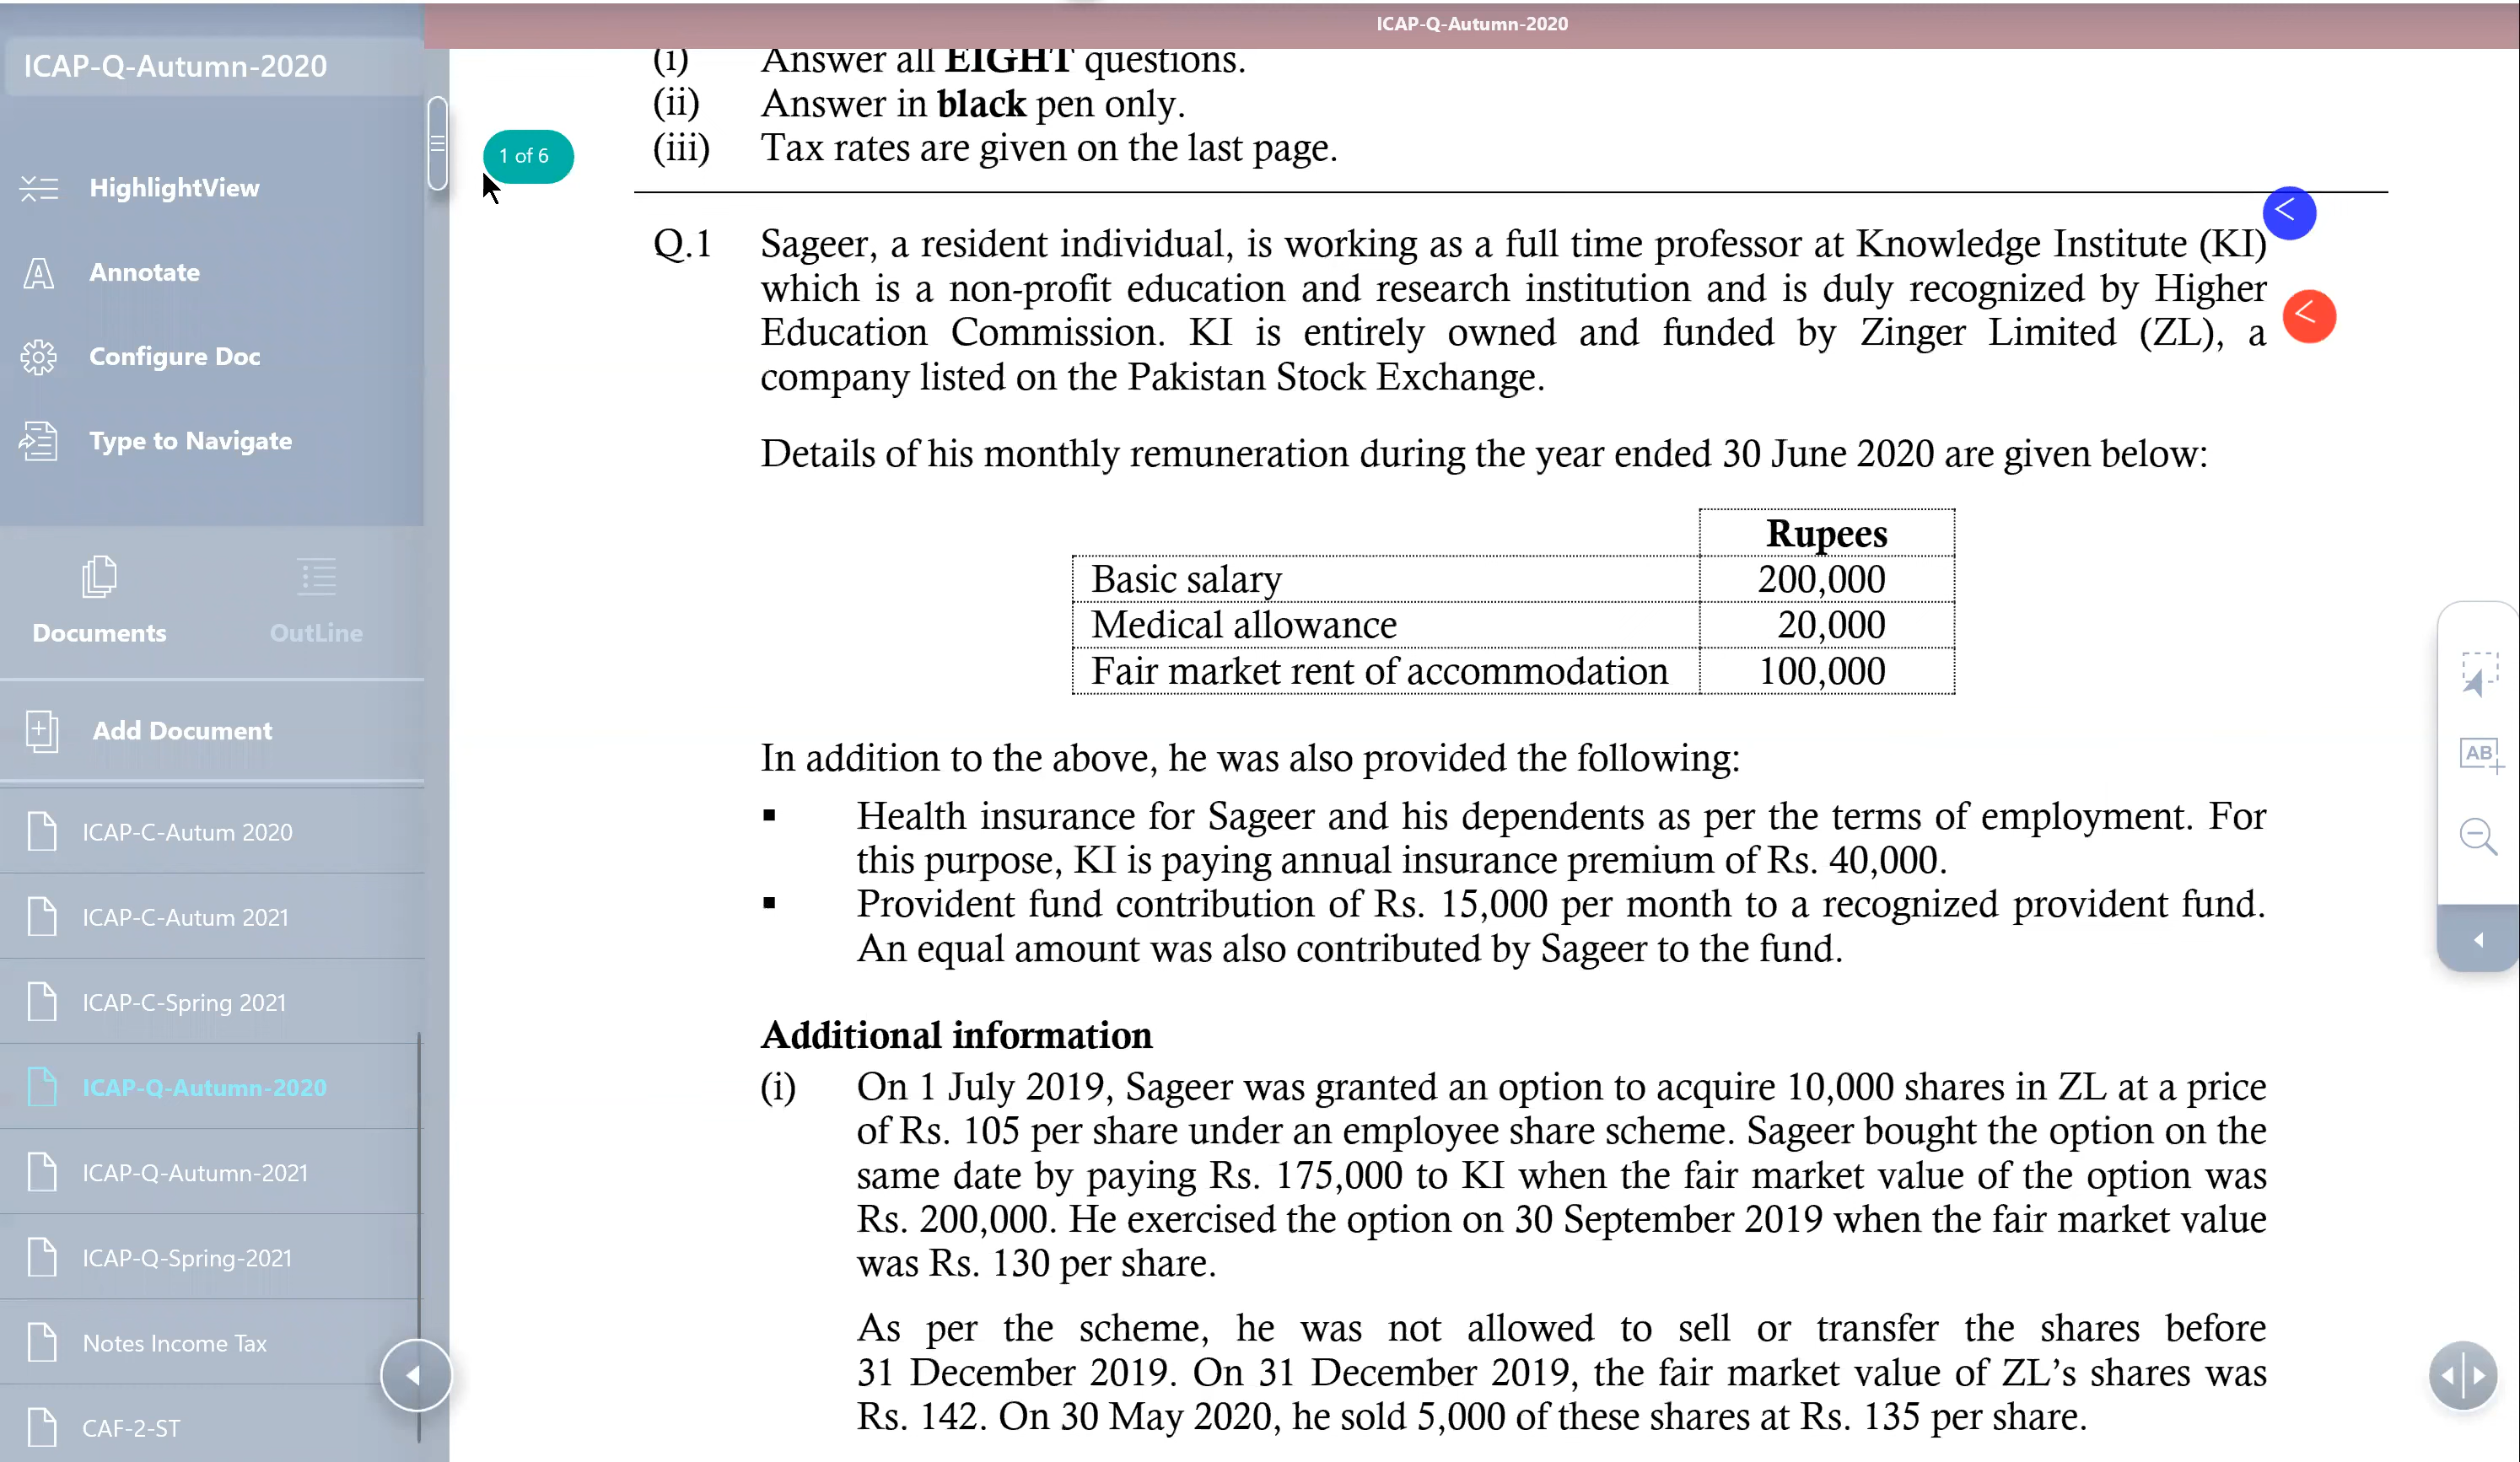 ICAP-Q-Autumn-2020
ICAP-Q-Autumn-2020
HighlightView
Annotate
Configure Doc
Type to Navigate
Documents
OutLine
Add Document
ICAP-C-Autum 2020
ICAP-C-Autum 2021
ICAP-C-Spring 2021
ICAP-Q-Autumn-2020
ICAP-Q-Autumn-2021
ICAP-Q-Spring-2021
Notes Income Tax
CAF-2-ST
1 of 6
(i) Answer all EIGHT questions.
(ii) Answer in black pen only.
(iii) Tax rates are given on the last page.
Q.1 Sageer, a resident individual, is working as a full time professor at Knowledge Institute (KI)
which is a non-profit education and research institution and is duly recognized by Higher
Education Commission. KI is entirely owned and funded by Zinger Limited (ZL), a
company listed on the Pakistan Stock Exchange.
Details of his monthly remuneration during the year ended 30 June 2020 are given below:
Rupees
Basic salary 200,000
Medical allowance 20,000
Fair market rent of accommodation 100,000
In addition to the above, he was also provided the following:
▪ Health insurance for Sageer and his dependents as per the terms of employment. For
this purpose, KI is paying annual insurance premium of Rs. 40,000.
▪ Provident fund contribution of Rs. 15,000 per month to a recognized provident fund.
An equal amount was also contributed by Sageer to the fund.
Additional information
(i) On 1 July 2019, Sageer was granted an option to acquire 10,000 shares in ZL at a price
of Rs. 105 per share under an employee share scheme. Sageer bought the option on the
same date by paying Rs. 175,000 to KI when the fair market value of the option was
Rs. 200,000. He exercised the option on 30 September 2019 when the fair market value
was Rs. 130 per share.
As per the scheme, he was not allowed to sell or transfer the shares before
31 December 2019. On 31 December 2019, the fair market value of ZL's shares was
Rs. 142. On 30 May 2020, he sold 5,000 of these shares at Rs. 135 per share.
AB